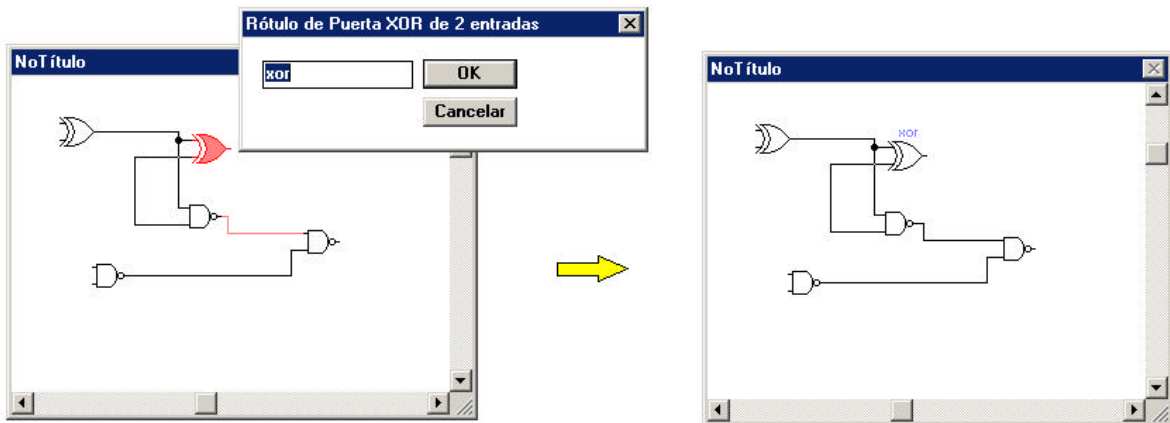 Rótulo de Puerta XOR de 2 entradas
NoTítulo
xor
OK
Cancelar
NoTítulo
xor